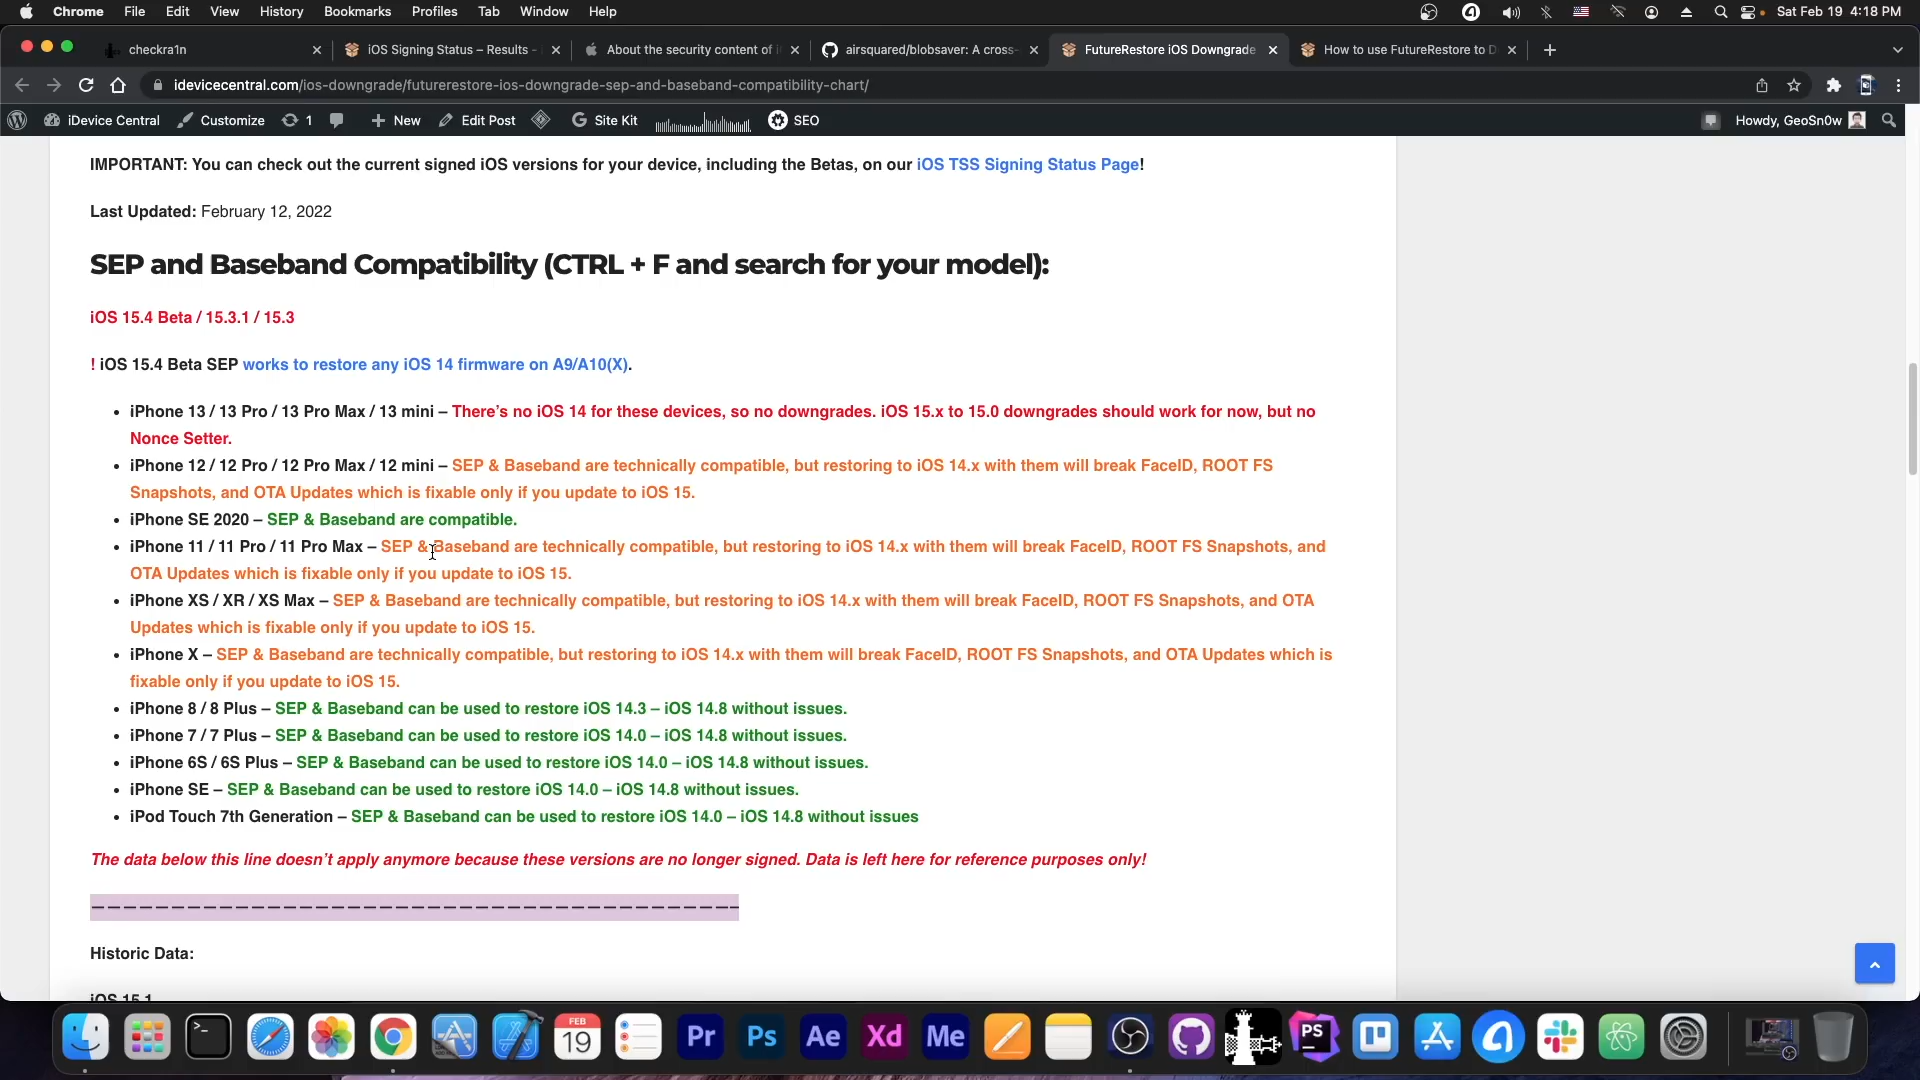 Chrome File Edit View History Bookmarks Profiles Tab Window Help Sat Feb 19 4:18 PM
checkra1n iOS Signing Status – Results - About the security content of i airsquared/blobsaver: A cross- FutureRestore iOS Downgrade How to use FutureRestore to D
idevicecentral.com/ios-downgrade/futurerestore-ios-downgrade-sep-and-baseband-compatibility-chart/
iDevice Central Customize 1 New Edit Post Site Kit SEO Howdy, GeoSn0w
IMPORTANT: You can check out the current signed iOS versions for your device, including the Betas, on our iOS TSS Signing Status Page!
Last Updated: February 12, 2022
SEP and Baseband Compatibility (CTRL + F and search for your model):
iOS 15.4 Beta / 15.3.1 / 15.3
! iOS 15.4 Beta SEP works to restore any iOS 14 firmware on A9/A10(X).
• iPhone 13 / 13 Pro / 13 Pro Max / 13 mini – There's no iOS 14 for these devices, so no downgrades. iOS 15.x to 15.0 downgrades should work for now, but no
Nonce Setter.
• iPhone 12 / 12 Pro / 12 Pro Max / 12 mini – SEP & Baseband are technically compatible, but restoring to iOS 14.x with them will break FaceID, ROOT FS
Snapshots, and OTA Updates which is fixable only if you update to iOS 15.
• iPhone SE 2020 – SEP & Baseband are compatible.
• iPhone 11 / 11 Pro / 11 Pro Max – SEP & Baseband are technically compatible, but restoring to iOS 14.x with them will break FaceID, ROOT FS Snapshots, and
OTA Updates which is fixable only if you update to iOS 15.
• iPhone XS / XR / XS Max – SEP & Baseband are technically compatible, but restoring to iOS 14.x with them will break FaceID, ROOT FS Snapshots, and OTA
Updates which is fixable only if you update to iOS 15.
• iPhone X – SEP & Baseband are technically compatible, but restoring to iOS 14.x with them will break FaceID, ROOT FS Snapshots, and OTA Updates which is
fixable only if you update to iOS 15.
• iPhone 8 / 8 Plus – SEP & Baseband can be used to restore iOS 14.3 – iOS 14.8 without issues.
• iPhone 7 / 7 Plus – SEP & Baseband can be used to restore iOS 14.0 – iOS 14.8 without issues.
• iPhone 6S / 6S Plus – SEP & Baseband can be used to restore iOS 14.0 – iOS 14.8 without issues.
• iPhone SE – SEP & Baseband can be used to restore iOS 14.0 – iOS 14.8 without issues.
• iPod Touch 7th Generation – SEP & Baseband can be used to restore iOS 14.0 – iOS 14.8 without issues
The data below this line doesn't apply anymore because these versions are no longer signed. Data is left here for reference purposes only!
Historic Data:
iOS 15.1
FEB
19 Pr Ps Ae Xd Me PS